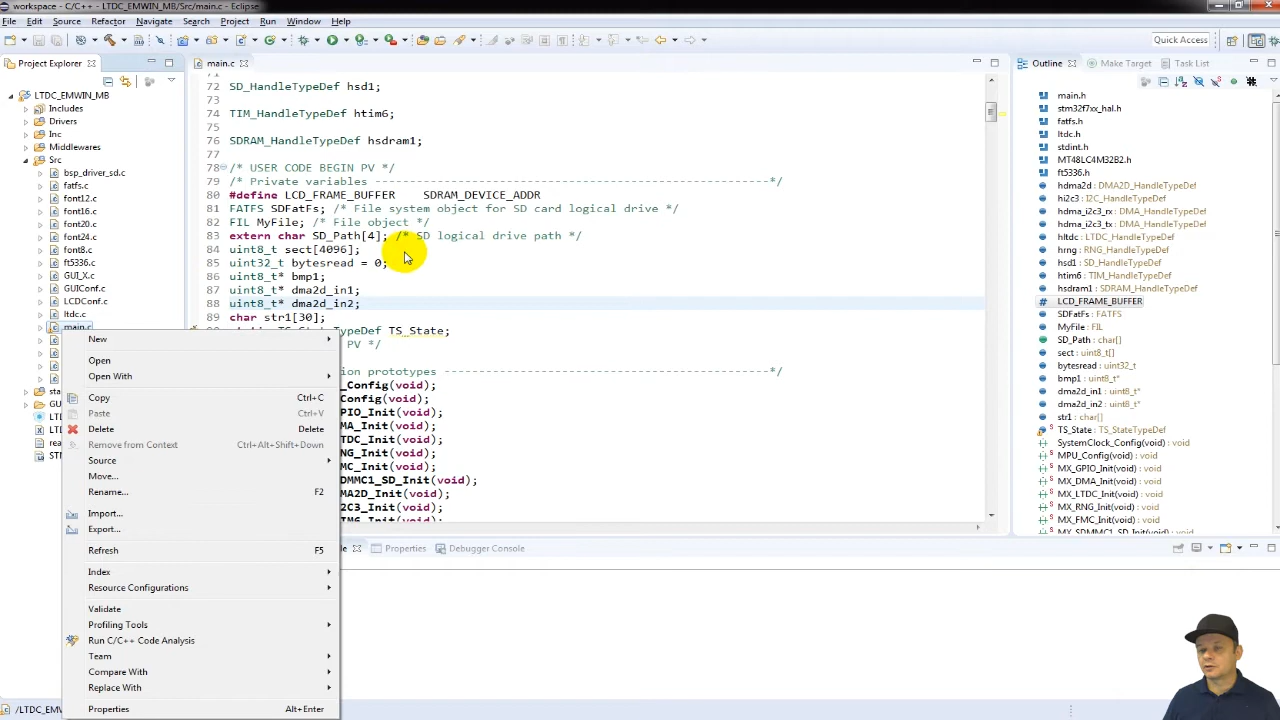 workspace - C/C++ - LTDC_EMWIN_MB/Src/main.c - Eclipse
File Edit Source Refactor Navigate Search Project Run Window Help
Quick Access
Project Explorer
LTDC_EMWIN_MB
Includes
Drivers
Inc
Middlewares
Src
bsp_driver_sd.c
fatfs.c
font12.c
font16.c
font20.c
font24.c
font8.c
ft5336.c
GUI_X.c
GUIConf.c
LCDConf.c
ltdc.c
main.c
New
Open
Open With
Copy Ctrl+C
Paste Ctrl+V
Delete Delete
Remove from Context Ctrl+Alt+Shift+Down
Source
Move...
Rename... F2
Import...
Export...
Refresh F5
Index
Resource Configurations
Validate
Profiling Tools
Run C/C++ Code Analysis
Team
Compare With
Replace With
Properties Alt+Enter
main.c
72 SD_HandleTypeDef hsd1;
73
74 TIM_HandleTypeDef htim6;
75
76 SDRAM_HandleTypeDef hsdram1;
77
78 /* USER CODE BEGIN PV */
79 /* Private variables ---------------------------------------------------------*/
80 #define LCD_FRAME_BUFFER SDRAM_DEVICE_ADDR
81 FATFS SDFatFs; /* File system object for SD card logical drive */
82 FIL MyFile; /* File object */
83 extern char SD_Path[4]; /* SD logical drive path */
84 uint8_t sect[4096];
85 uint32_t bytesread = 0;
86 uint8_t* bmp1;
87 uint8_t* dma2d_in1;
88 uint8_t* dma2d_in2;
89 char str1[30];
TypeDef TS_State;
PV */
ion prototypes -----------------------------------------------*/
_Config(void);
Config(void);
PIO_Init(void);
MA_Init(void);
TDC_Init(void);
NG_Init(void);
MC_Init(void);
DMMC1_SD_Init(void);
MA2D_Init(void);
2C3_Init(void);
IM6_Init(void);
Properties
Debugger Console
Outline
Make Target
Task List
main.h
stm32f7xx_hal.h
fatfs.h
ltdc.h
stdint.h
MT48LC4M32B2.h
ft5336.h
hdma2d : DMA2D_HandleTypeDef
hi2c3 : I2C_HandleTypeDef
hdma_i2c3_rx : DMA_HandleTypeDef
hdma_i2c3_tx : DMA_HandleTypeDef
hltdc : LTDC_HandleTypeDef
hrng : RNG_HandleTypeDef
hsd1 : SD_HandleTypeDef
htim6 : TIM_HandleTypeDef
hsdram1 : SDRAM_HandleTypeDef
LCD_FRAME_BUFFER
SDFatFs : FATFS
MyFile : FIL
SD_Path : char[]
sect : uint8_t[]
bytesread : uint32_t
bmp1 : uint8_t*
dma2d_in1 : uint8_t*
dma2d_in2 : uint8_t*
str1 : char[]
TS_State : TS_StateTypeDef
SystemClock_Config(void) : void
MPU_Config(void) : void
MX_GPIO_Init(void) : void
MX_DMA_Init(void) : void
MX_LTDC_Init(void) : void
MX_RNG_Init(void) : void
MX_FMC_Init(void) : void
MX_SDMMC1_SD_Init(void) : void
/LTDC_EMW